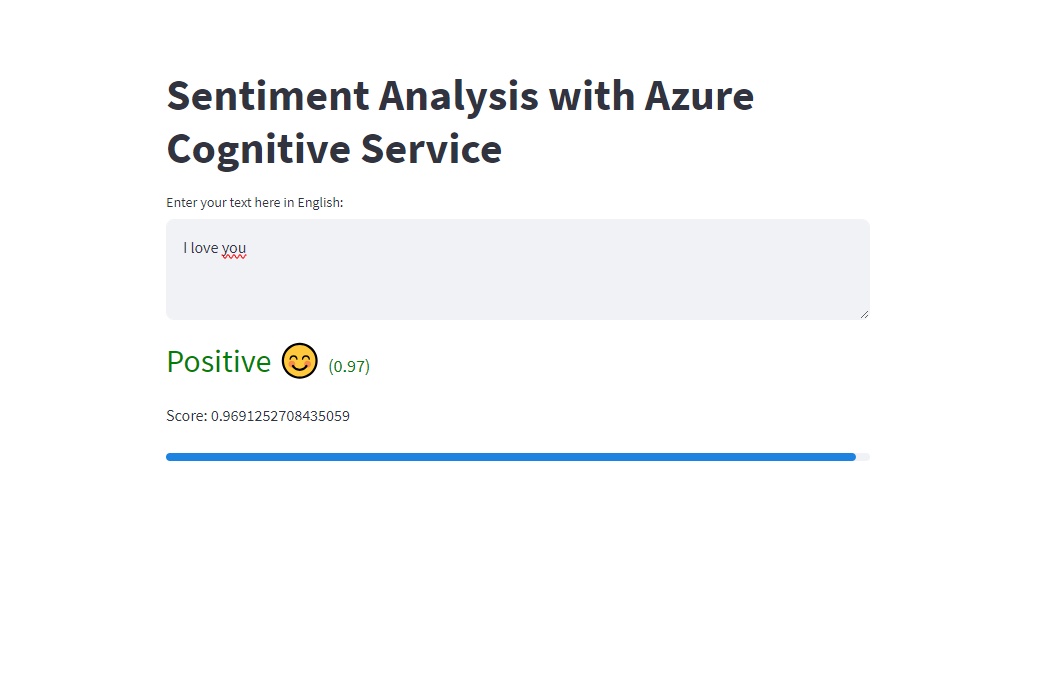 Sentiment Analysis with Azure
Cognitive Service
Enter your text here in English:
I love you
Positive 😊 (0.97)
Score: 0.9691252708435059